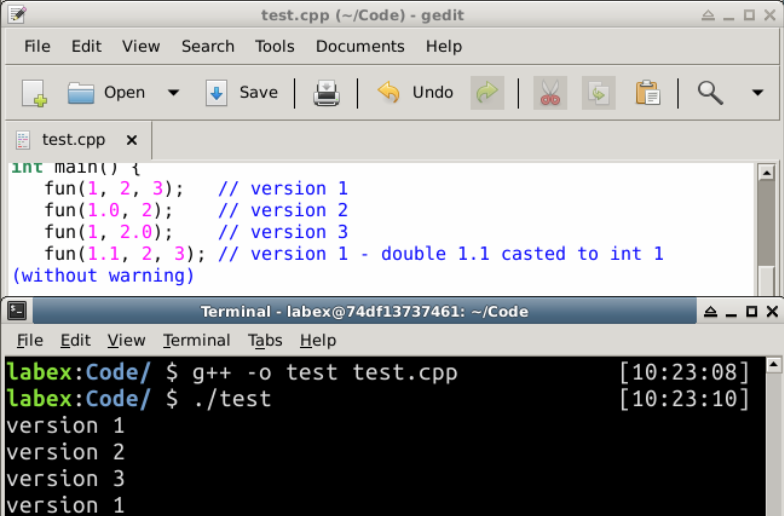 test.cpp (~/Code) - gedit
File Edit View Search Tools Documents Help
Open Save Undo
test.cpp
int main() {
fun(1, 2, 3); // version 1
fun(1.0, 2); // version 2
fun(1, 2.0); // version 3
fun(1.1, 2, 3); // version 1 - double 1.1 casted to int 1
(without warning)
Terminal - labex@74df13737461: ~/Code
File Edit View Terminal Tabs Help
labex:Code/ $ g++ -o test test.cpp [10:23:08]
labex:Code/ $ ./test [10:23:10]
version 1
version 2
version 3
version 1